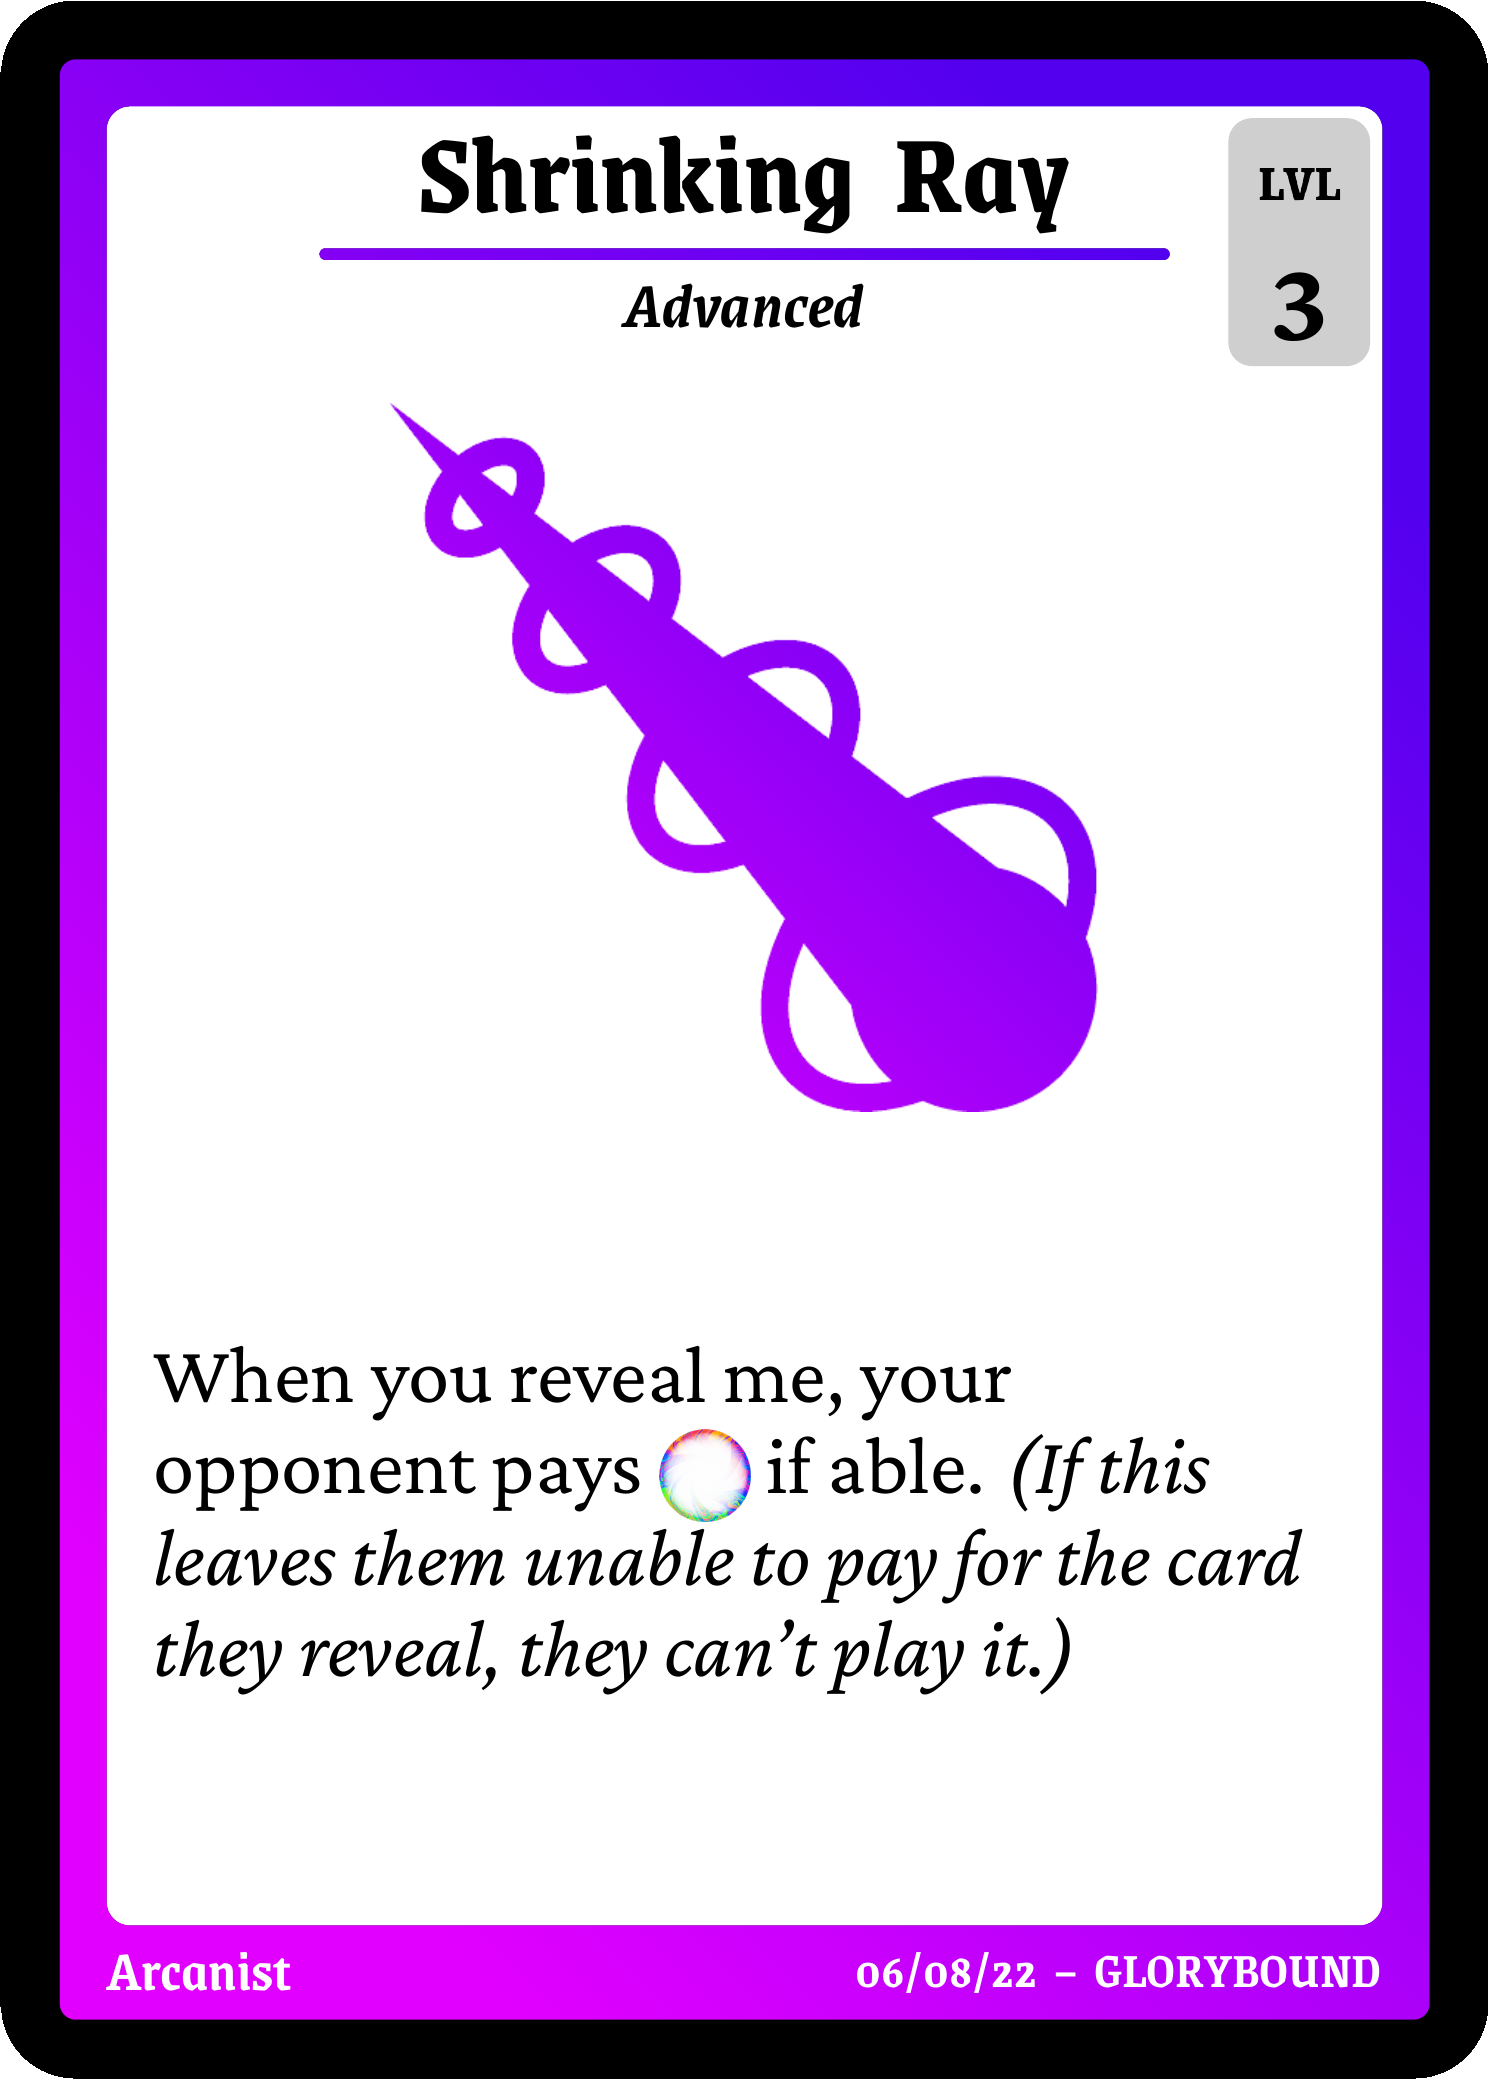 Shrinking Ray
LVL
3
Advanced
When you reveal me, your
opponent pays if able. (If this
leaves them unable to pay for the card
they reveal, they can’t play it.)
Arcanist
06/08/22 – GLORYBOUND